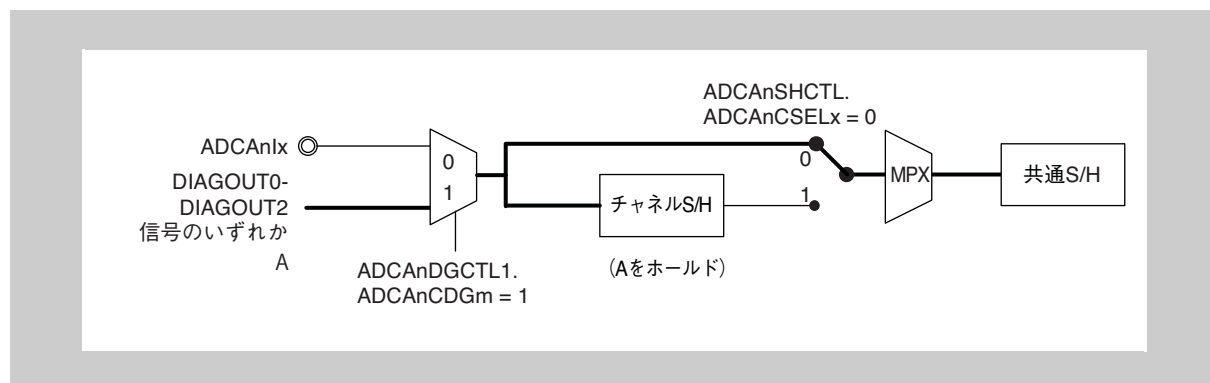 ADCAnIx
DIAGOUT0-
DIAGOUT2
信号のいずれか
A
0
1
ADCAnDGCTL1.
ADCAnCDGm = 1
チャネルS/H
(Aをホールド)
ADCAnSHCTL.
ADCAnCSELx = 0
0
1
MPX
共通S/H